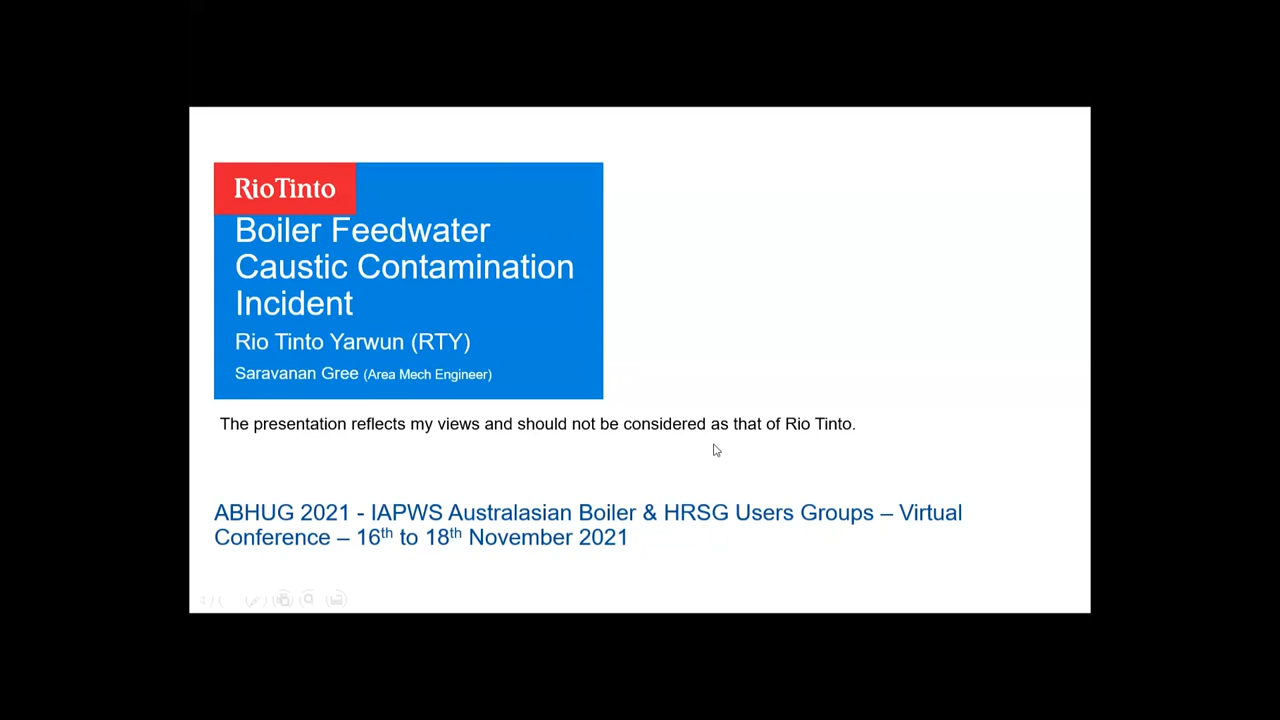 RioTinto
Boiler Feedwater
Caustic Contamination
Incident
Rio Tinto Yarwun (RTY)
Saravanan Gree (Area Mech Engineer)
The presentation reflects my views and should not be considered as that of Rio Tinto.
ABHUG 2021 - IAPWS Australasian Boiler & HRSG Users Groups – Virtual
Conference – 16th to 18th November 2021